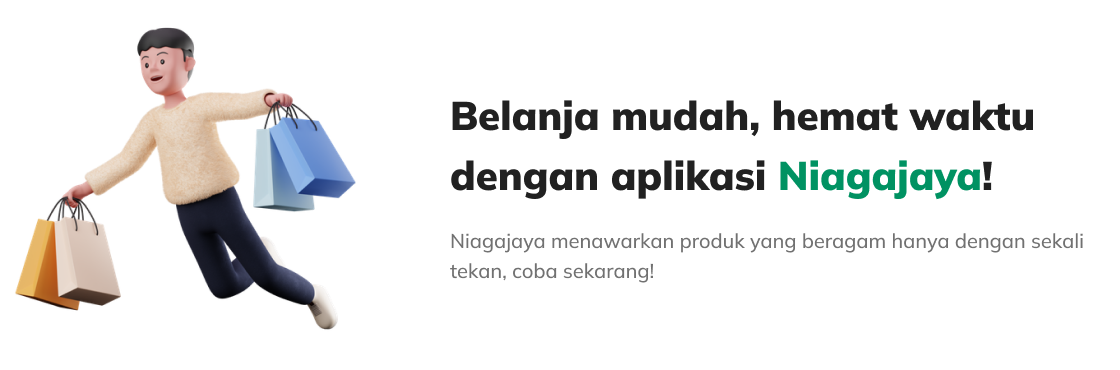 Belanja mudah, hemat waktu
dengan aplikasi Niagajaya!
Niagajaya menawarkan produk yang beragam hanya dengan sekali
tekan, coba sekarang!